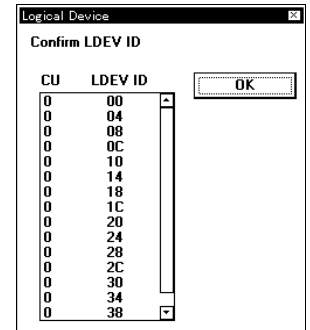 Logical Device
Confirm LDEV ID
CU LDEV ID
OK
0 00
0 04
0 08
0 0C
0 10
0 14
0 18
0 1C
0 20
0 24
0 28
0 2C
0 30
0 34
0 38